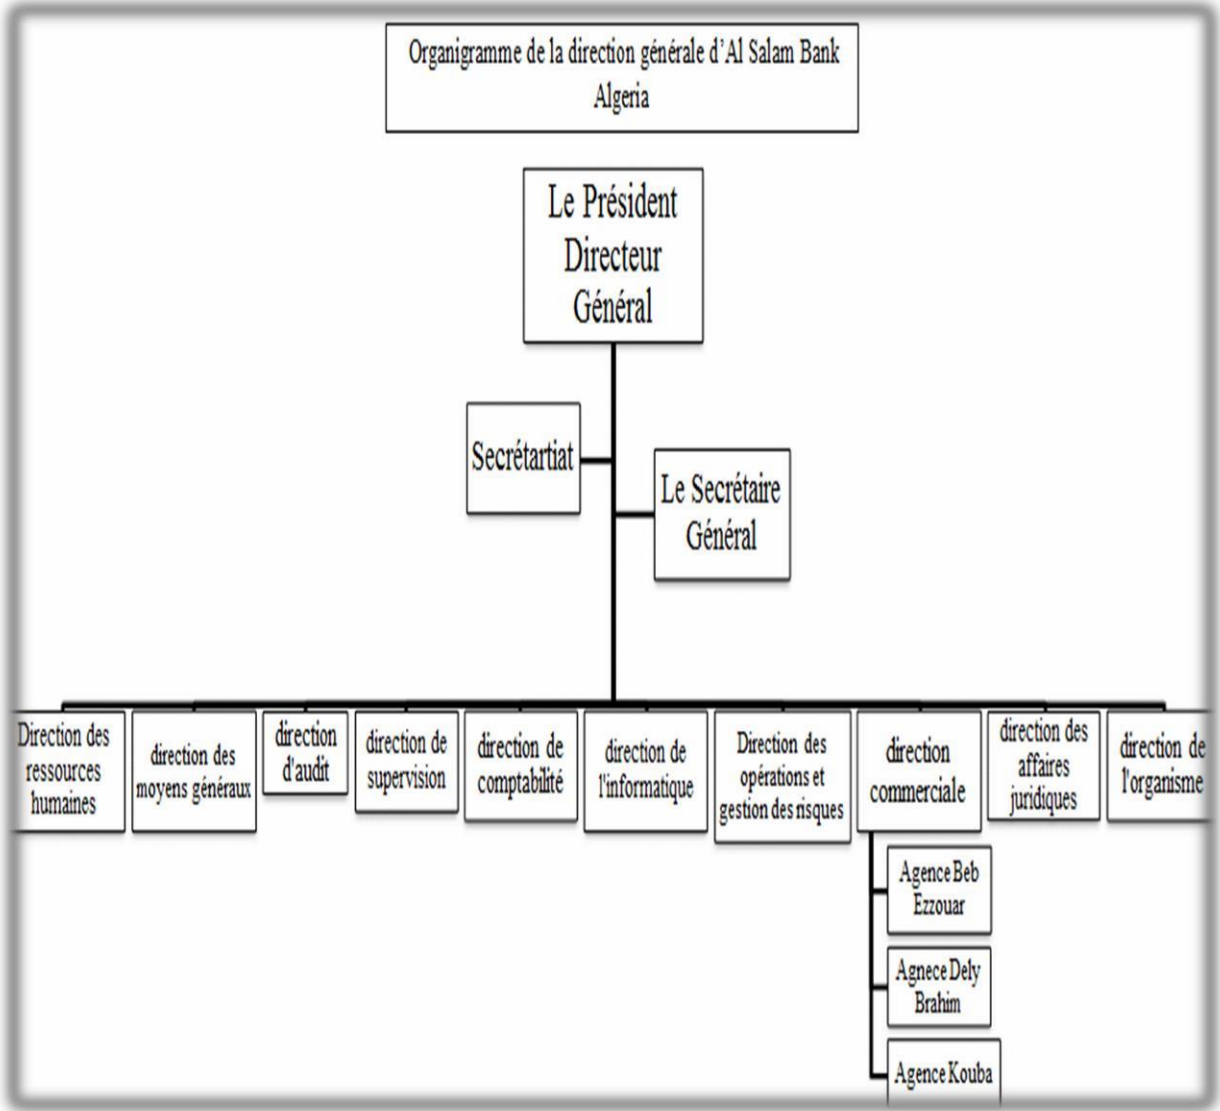 Organigramme de la direction générale d'Al Salam Bank
Algeria
Le Président
Directeur
Général
Secrétartiat
Le Secrétaire
Général
Direction des
ressources
humaines
direction des
moyens généraux
direction
d'audit
direction de
supervision
direction de
comptabilité
direction de
l'informatique
Direction des
opérations et
gestion des risques
direction
commerciale
direction des
affaires
juridiques
direction de
l'organisme
Agence Beb
Ezzouar
Agnece Dely
Brahim
Agence Kouba